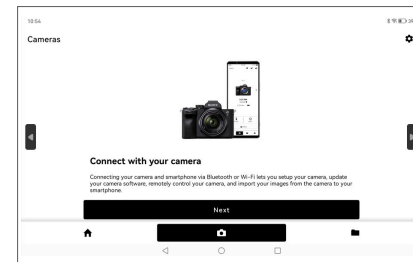 10:54
Cameras
Connect with your camera
Connecting your camera and smartphone via Bluetooth or Wi-Fi lets you setup your camera, update
your camera software, remotely control your camera, and import your images from the camera to your
smartphone.
Next